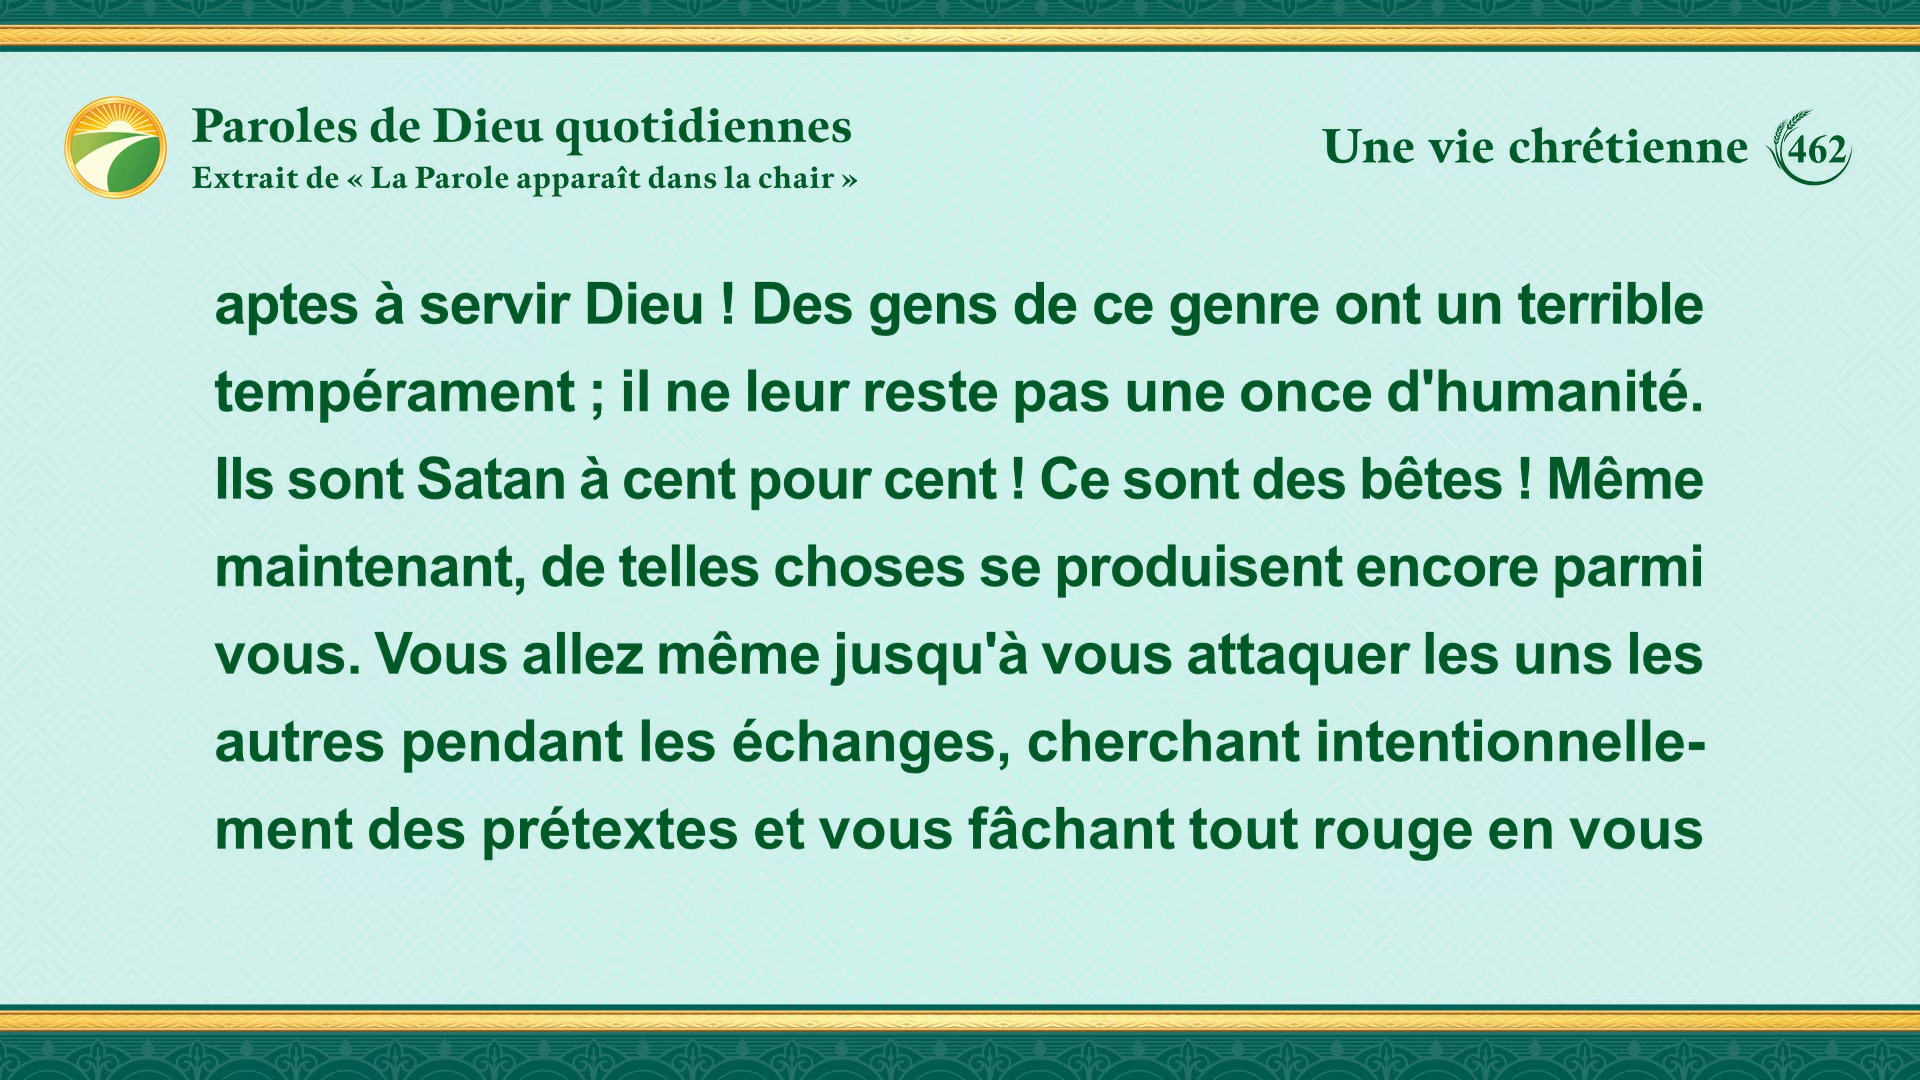 Paroles de Dieu quotidiennes
Extrait de « La Parole apparaît dans la chair »
Une vie chrétienne 462
aptes à servir Dieu ! Des gens de ce genre ont un terrible
tempérament ; il ne leur reste pas une once d'humanité.
Ils sont Satan à cent pour cent ! Ce sont des bêtes ! Même
maintenant, de telles choses se produisent encore parmi
vous. Vous allez même jusqu'à vous attaquer les uns les
autres pendant les échanges, cherchant intentionnelle-
ment des prétextes et vous fâchant tout rouge en vous